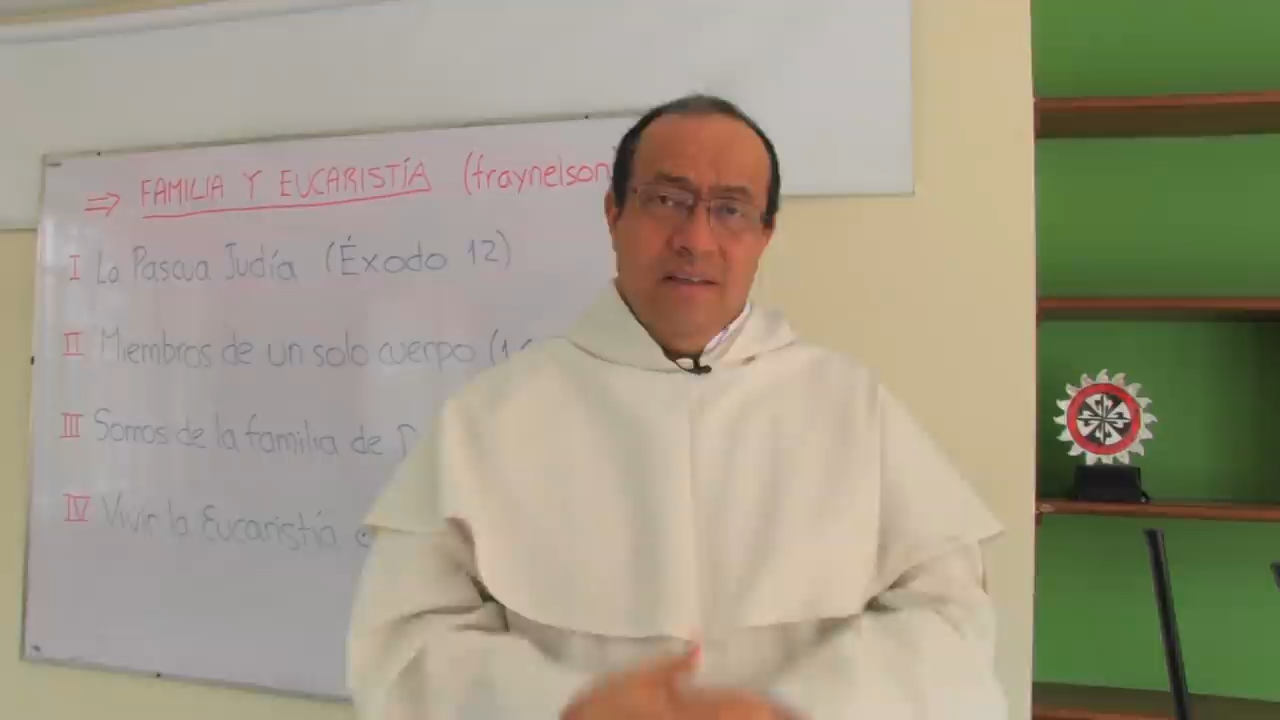 ⇒ FAMILIA Y EUCARISTÍA (fraynelson
I La Pascua Judía (Éxodo 12)
II Miembros de un solo cuerpo (1
III Somos de la familia de D
IV Vivir la Eucaristía e